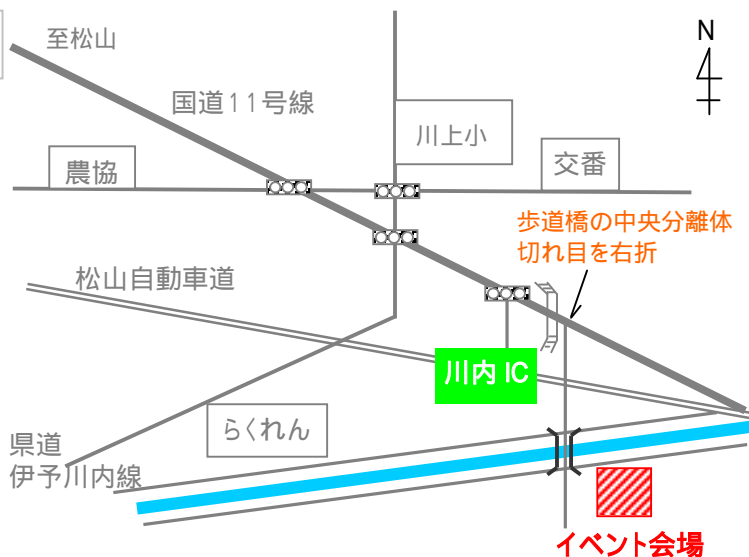 至松山
N
国道11号線
川上小
農協
交番
歩道橋の中央分離体
切れ目を右折
松山自動車道
川内 IC
らくれん
県道
伊予川内線
イベント会場